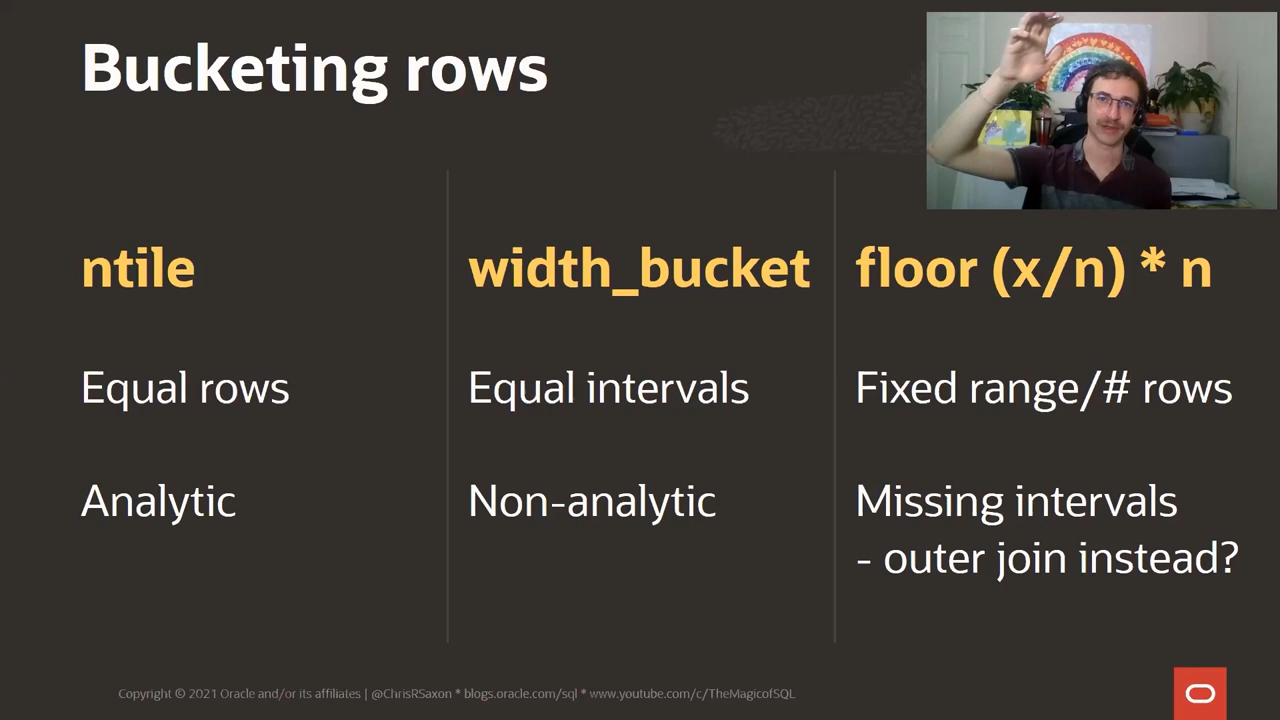 Bucketing rows
ntile
Equal rows
Analytic
width_bucket
Equal intervals
Non-analytic
floor (x/n) * n
Fixed range/# rows
Missing intervals
- outer join instead?
Copyright © 2021 Oracle and/or its affiliates | @ChrisRSaxon * blogs.oracle.com/sql * www.youtube.com/c/TheMagicofSQL